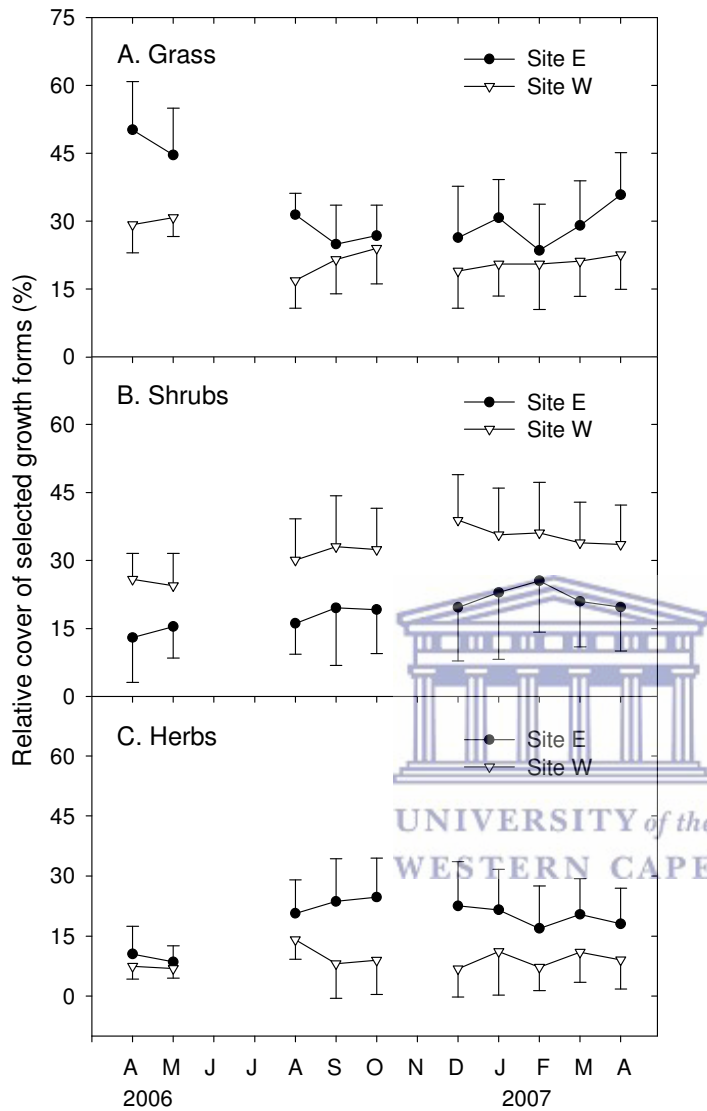 Relative cover of selected growth forms (%)
75
A. Grass
Site E
Site W
60
45
30
15
0
B. Shrubs
Site E
Site W
60
45
30
15
0
C. Herbs
Site E
Site W
60
45
30
15
0
UNIVERSITY of the
WESTERN CAPE
A M J J A S O N D J F M A
2006 2007